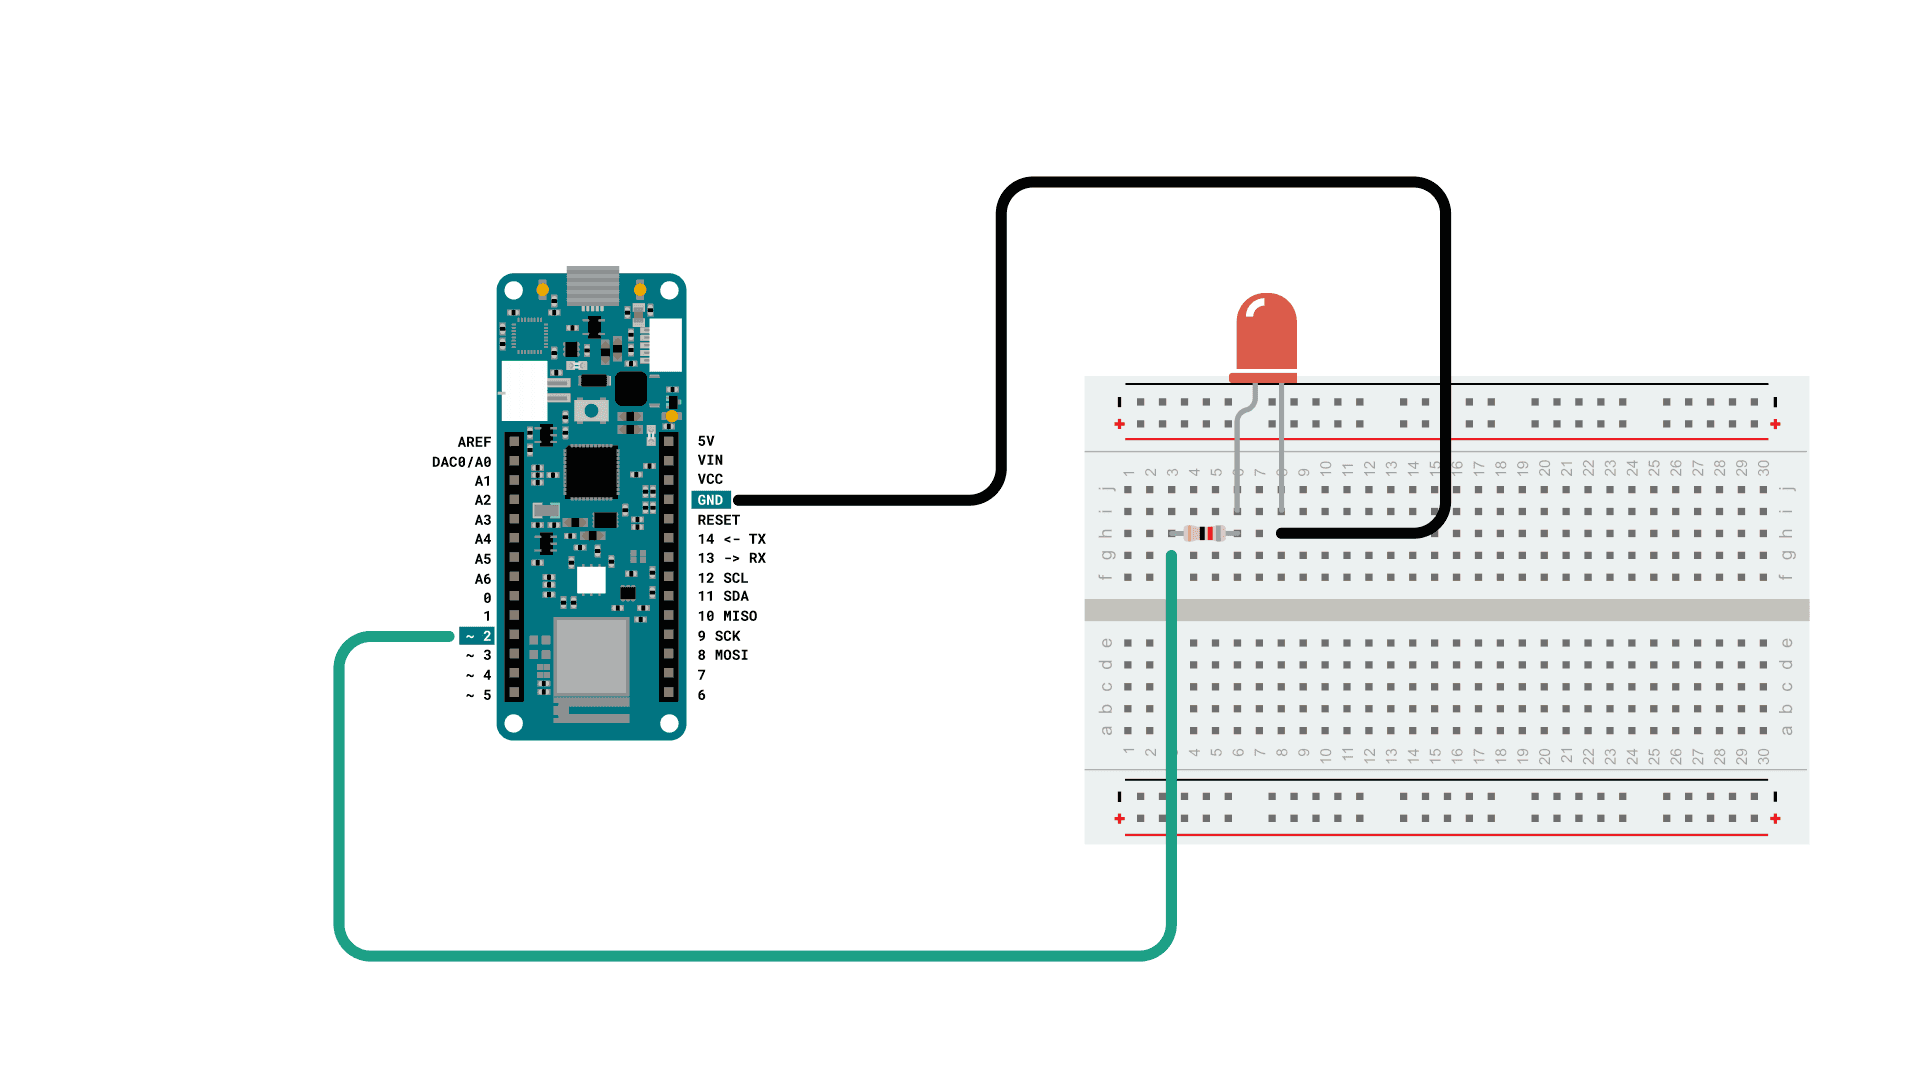 AREF
DAC0/A0
A1
A2
A3
A4
A5
A6
0
1
~ 2
~ 3
~ 4
~ 5
5V
VIN
VCC
GND
RESET
14 <- TX
13 -> RX
12 SCL
11 SDA
10 MISO
9 SCK
8 MOSI
7
6
+ +
1 2 3 4 5 6 7 8 9 10 11 12 13 14 15 16 17 18 19 20 21 22 23 24 25 26 27 28 29 30
j j
i i
h h
g g
f f
e e
d d
c c
b b
a a
1 2 3 4 5 6 7 8 9 10 11 12 13 14 15 16 17 18 19 20 21 22 23 24 25 26 27 28 29 30
+ +